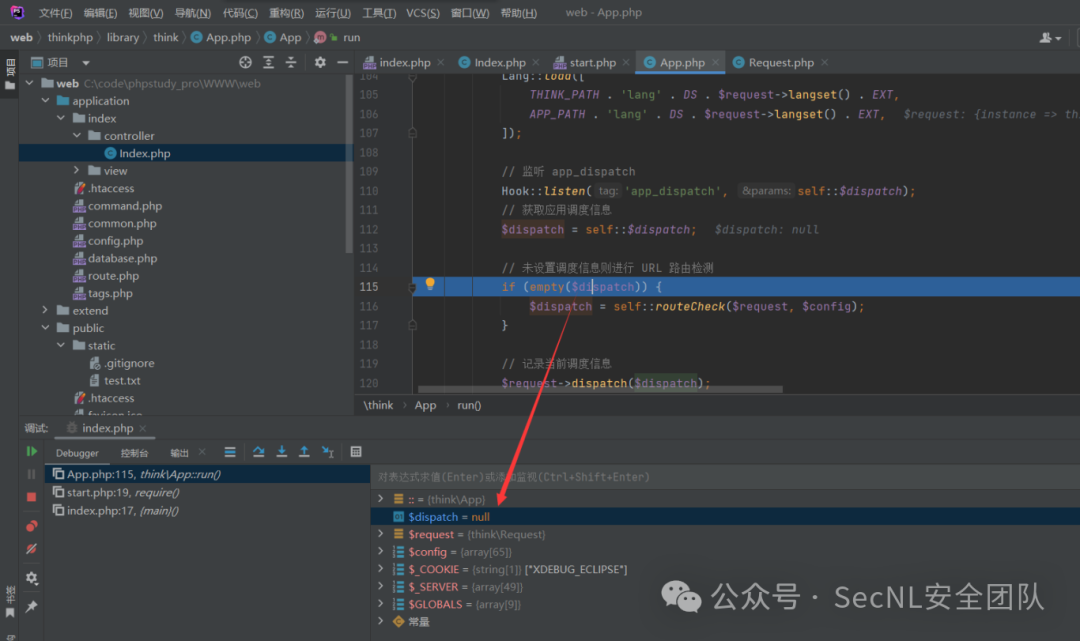 文件(F) 编辑(E) 视图(V) 导航(N) 代码(C) 重构(R) 运行(U) 工具(T) VCS(S) 窗口(W) 帮助(H) web - App.php
web thinkphp library think App.php App run
项目
项目
index.php Index.php start.php App.php Request.php
web C:\code\phpstudy_pro\WWW\web
application
index
controller
Index.php
view
.htaccess
command.php
common.php
config.php
database.php
route.php
tags.php
extend
public
static
.gitignore
test.txt
.htaccess
favicon.ico
104 Lang::load([
105 THINK_PATH . 'lang' . DS . $request->langset() . EXT,
106 APP_PATH . 'lang' . DS . $request->langset() . EXT, $request: {instance => th
107 ]);
108
109 // 监听 app_dispatch
110 Hook::listen( tag: 'app_dispatch', &params: self::$dispatch);
111 // 获取应用调度信息
112 $dispatch = self::$dispatch; $dispatch: null
113
114 // 未设置调度信息则进行 URL 路由检测
115 if (empty($dispatch)) {
116 $dispatch = self::routeCheck($request, $config);
117 }
118
119 // 记录当前调度信息
120 $request->dispatch($dispatch);
\think App run()
调试: index.php
Debugger 控制台 输出
App.php:115, think\App::run()
start.php:19, require()
index.php:17, {main}()
对表达式求值(Enter)或添加监视(Ctrl+Shift+Enter)
:: = {think\App}
$dispatch = null
$request = {think\Request}
$config = {array[65]}
$_COOKIE = {string[1]} ["XDEBUG_ECLIPSE"]
$_SERVER = {array[49]}
$GLOBALS = {array[9]}
常量
书签
公众号 · SecNL安全团队